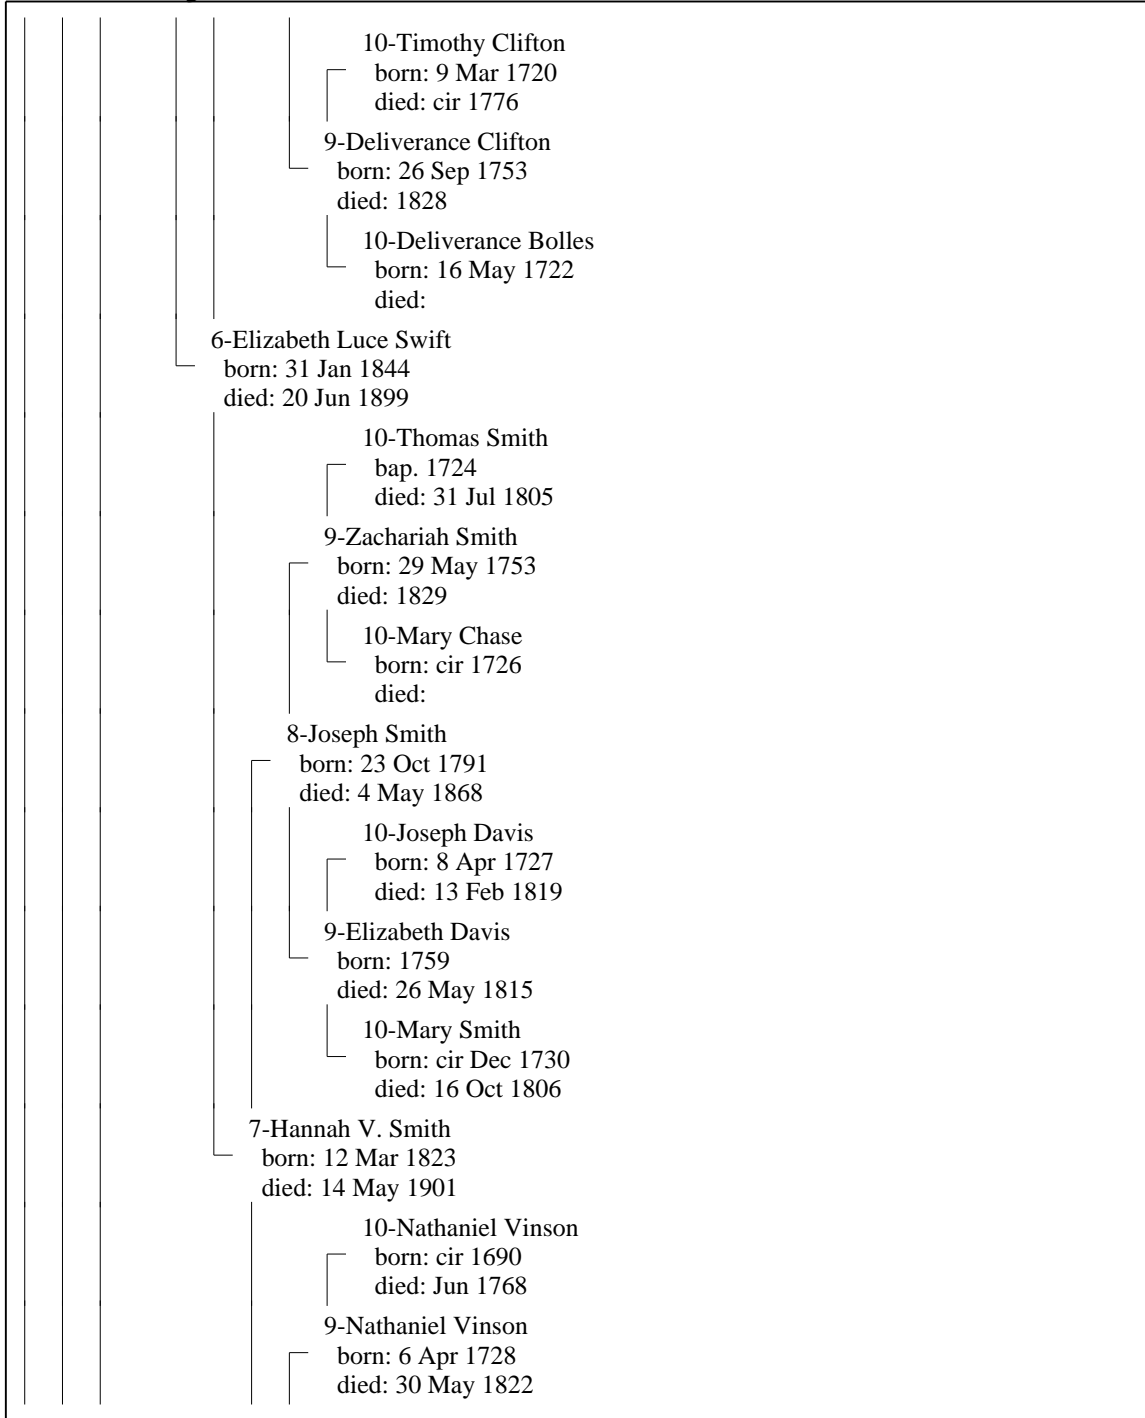 10-Timothy Clifton
born: 9 Mar 1720
died: cir 1776
9-Deliverance Clifton
born: 26 Sep 1753
died: 1828
10-Deliverance Bolles
born: 16 May 1722
died:
6-Elizabeth Luce Swift
born: 31 Jan 1844
died: 20 Jun 1899
10-Thomas Smith
bap. 1724
died: 31 Jul 1805
9-Zachariah Smith
born: 29 May 1753
died: 1829
10-Mary Chase
born: cir 1726
died:
8-Joseph Smith
born: 23 Oct 1791
died: 4 May 1868
10-Joseph Davis
born: 8 Apr 1727
died: 13 Feb 1819
9-Elizabeth Davis
born: 1759
died: 26 May 1815
10-Mary Smith
born: cir Dec 1730
died: 16 Oct 1806
7-Hannah V. Smith
born: 12 Mar 1823
died: 14 May 1901
10-Nathaniel Vinson
born: cir 1690
died: Jun 1768
9-Nathaniel Vinson
born: 6 Apr 1728
died: 30 May 1822